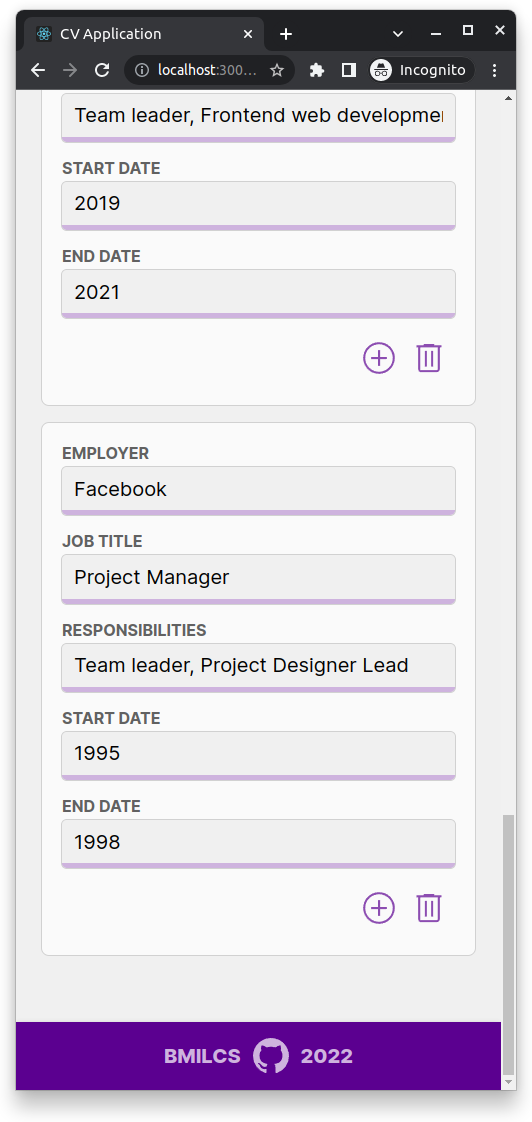 CV Application
localhost:300...
Incognito
Team leader, Frontend web developme
START DATE
2019
END DATE
2021
EMPLOYER
Facebook
JOB TITLE
Project Manager
RESPONSIBILITIES
Team leader, Project Designer Lead
START DATE
1995
END DATE
1998
BMILCS 2022